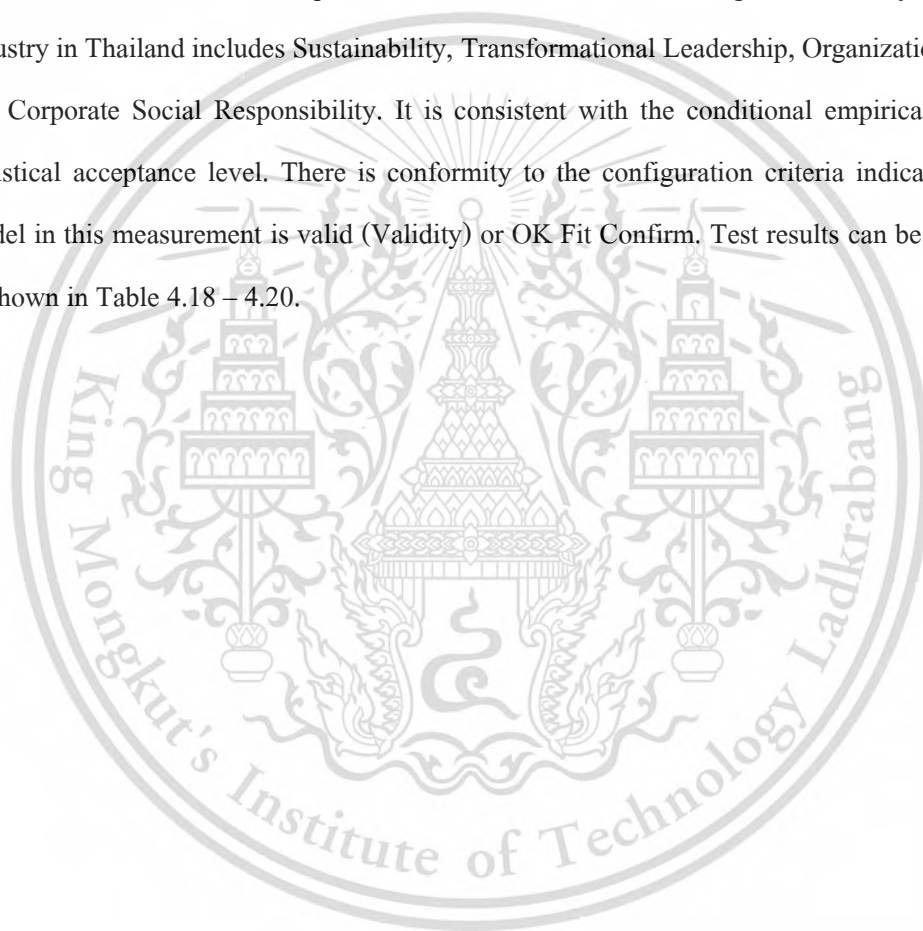 ustry in Thailand includes Sustainability, Transformational Leadership, Organizatio
Corporate Social Responsibility. It is consistent with the conditional empirica
istical acceptance level. There is conformity to the configuration criteria indica
del in this measurement is valid (Validity) or OK Fit Confirm. Test results can be
hown in Table 4.18 – 4.20.
King Mongkut's Institute of Technology Ladkrabang